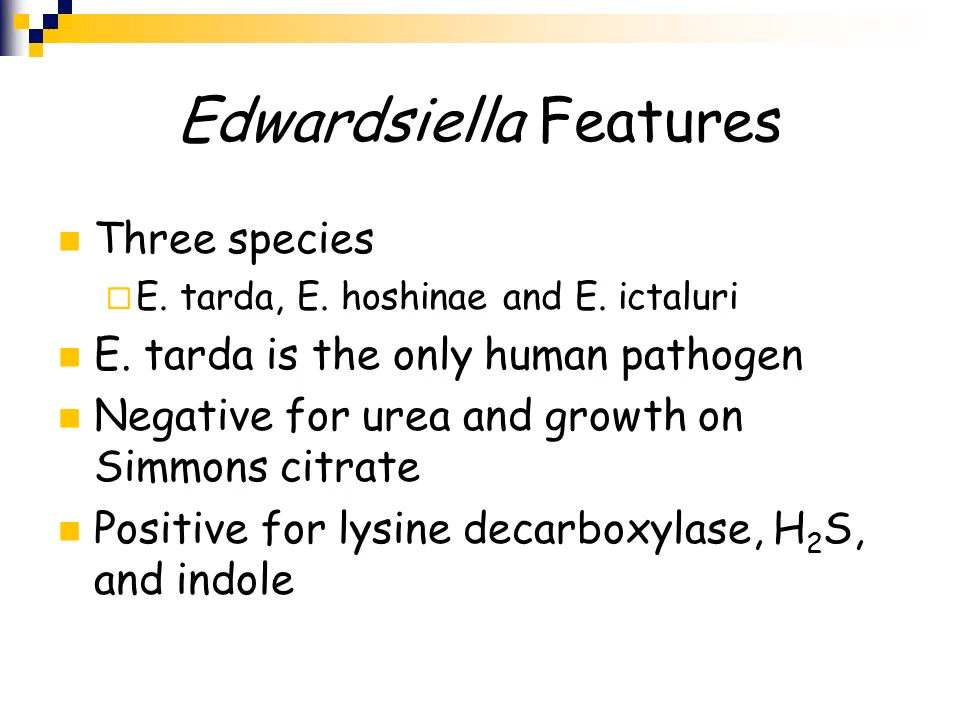 Edwardsiella Features
Three species
E. tarda, E. hoshinae and E. ictaluri
E. tarda is the only human pathogen
Negative for urea and growth on
Simmons citrate
Positive for lysine decarboxylase, H₂S,
and indole